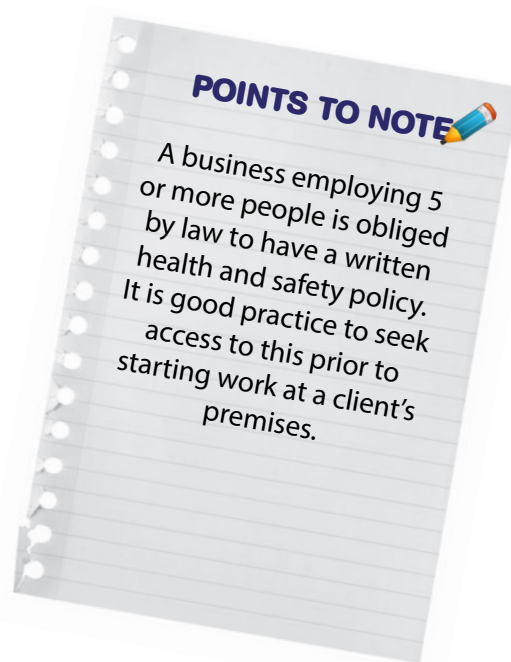 POINTS TO NOTE
A business employing 5
or more people is obliged
by law to have a written
health and safety policy.
It is good practice to seek
access to this prior to
starting work at a client’s
premises.